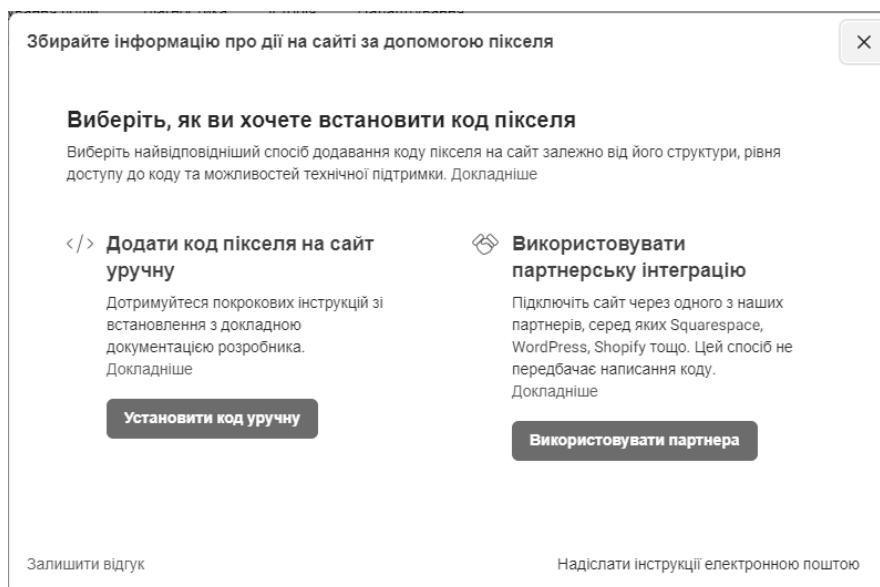 Збирайте інформацію про дії на сайті за допомогою пікселя
Виберіть, як ви хочете встановити код пікселя
Виберіть найвідповідніший спосіб додавання коду пікселя на сайт залежно від його структури, рівня
доступу до коду та можливостей технічної підтримки. Докладніше
Додати код пікселя на сайт
уручну
Дотримуйтеся покрокових інструкцій зі
встановлення з докладною
документацією розробника.
Докладніше
Установити код уручну
Використовувати
партнерську інтеграцію
Підключіть сайт через одного з наших
партнерів, серед яких Squarespace,
WordPress, Shopify тощо. Цей спосіб не
передбачає написання коду.
Докладніше
Використовувати партнера
Залишити відгук
Надіслати інструкції електронною поштою